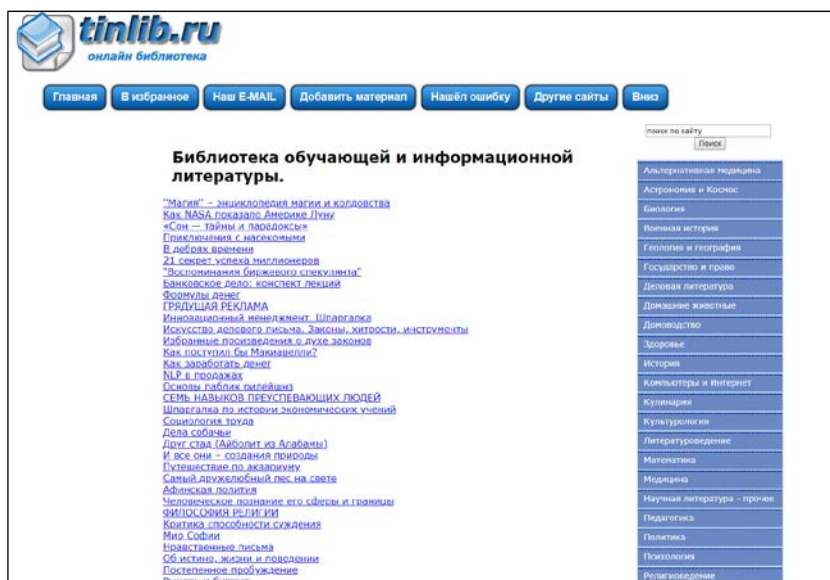 tinlib.ru
онлайн библиотека
Главная
В избранное
Наш E-MAIL
Добавить материал
Нашёл ошибку
Другие сайты
Вниз
поиск по сайту
Поиск
Библиотека обучающей и информационной
литературы.
"Магия" – энциклопедия магии и колдовства
Как NASA показало Америке Луну
«Сон — тайны и парадоксы»
Приключения с насекомыми
В дебрях времени
21 секрет успеха миллионеров
"Воспоминания биржевого спекулянта"
Банковское дело: конспект лекций
Формулы денег
ГРЯДУЩАЯ РЕКЛАМА
Инновационный менеджмент. Шпаргалка
Искусство делового письма. Законы, хитрости, инструменты
Избранные произведения о духе законов
Как поступил бы Макиавелли?
Как заработать денег
NLP в продажах
Основы паблик рилейшнз
СЕМЬ НАВЫКОВ ПРЕУСПЕВАЮЩИХ ЛЮДЕЙ
Шпаргалка по истории экономических учений
Социология труда
Дела собачьи
Друг стад (Айболит из Алабамы)
И все они – создания природы
Путешествие по аквариуму
Самый дружелюбный пес на свете
Афинская полития
Человеческое познание его сферы и границы
ФИЛОСОФИЯ РЕЛИГИИ
Критика способности суждения
Мир Софии
Нравственные письма
Об истине, жизни и поведении
Постепенное пробуждение
Альтернативная медицина
Астрономия и Космос
Биология
Военная история
Геология и география
Государство и право
Деловая литература
Домашние животные
Домоводство
Здоровье
История
Компьютеры и Интернет
Кулинария
Культурология
Литературоведение
Математика
Медицина
Научная литература - прочее
Педагогика
Политика
Психология
Религиоведение